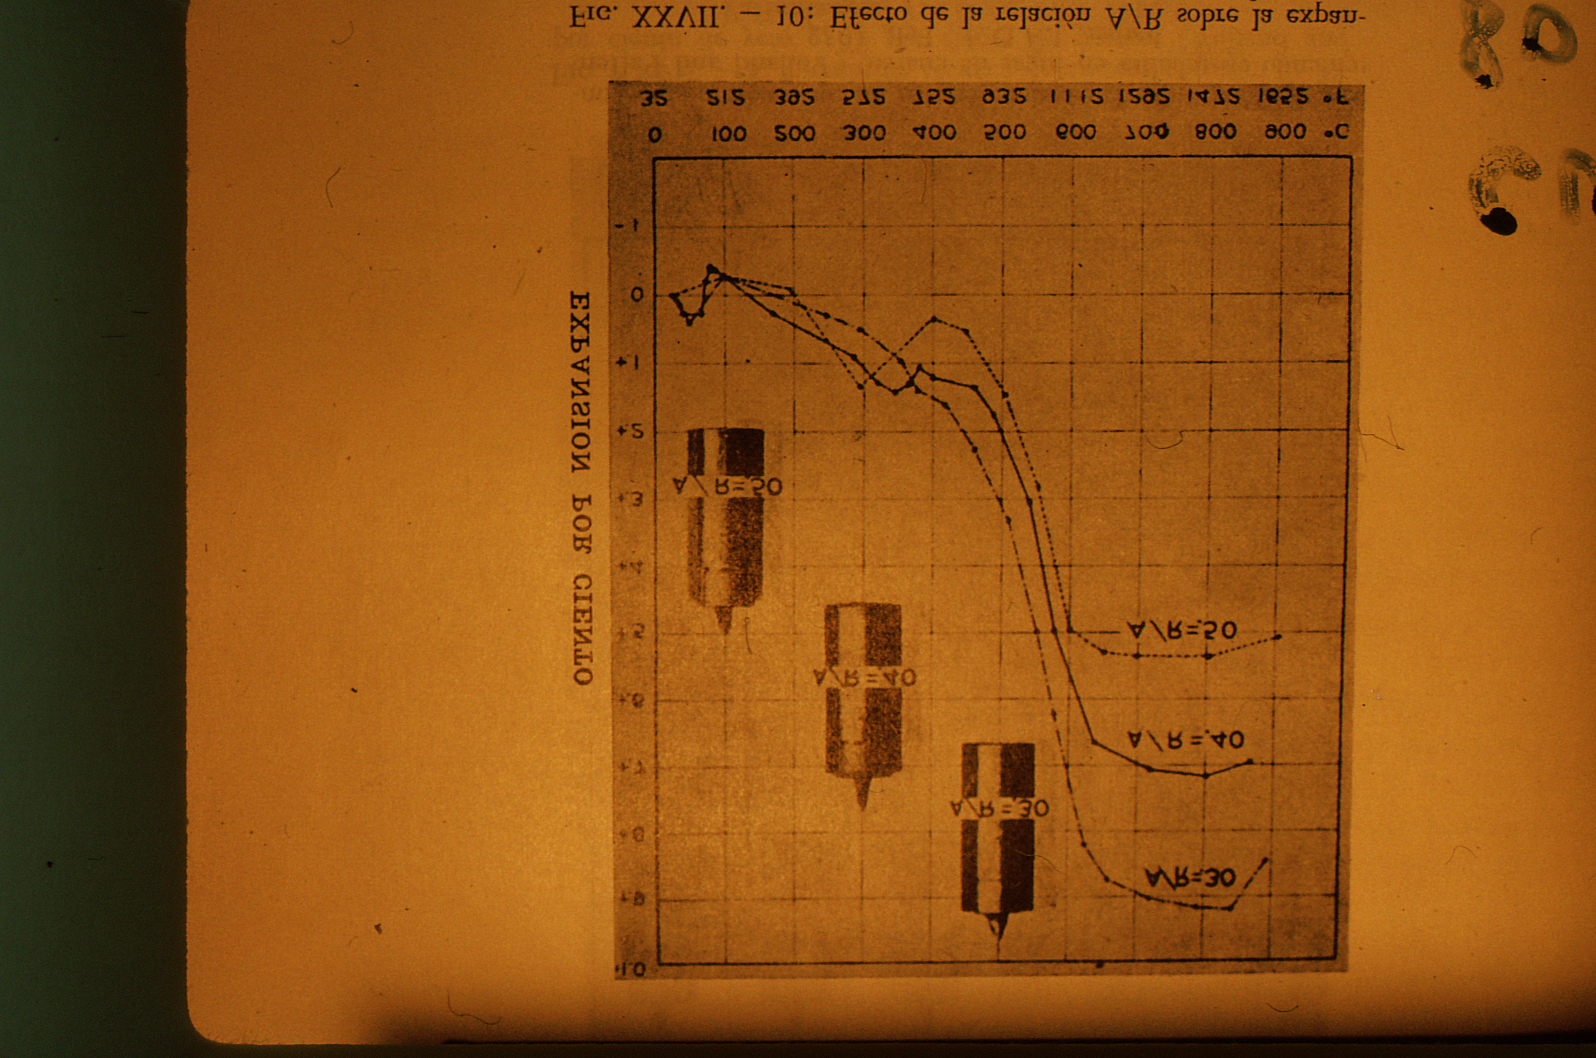 EXPANSION POR CIENTO
+10
+9
A/R=.30
+8
A/R=.30
+7
A/R=.40
+6
A/R=.40
+5
A/R=.50
+4
+3
A/R=.50
+2
+1
0
-1
0 100 200 300 400 500 600 700 800 900 °C
32 212 392 572 752 932 1112 1292 1472 1652 °F
FIG. XXVII. — 10: Efecto de la relación A/R sobre la expan-